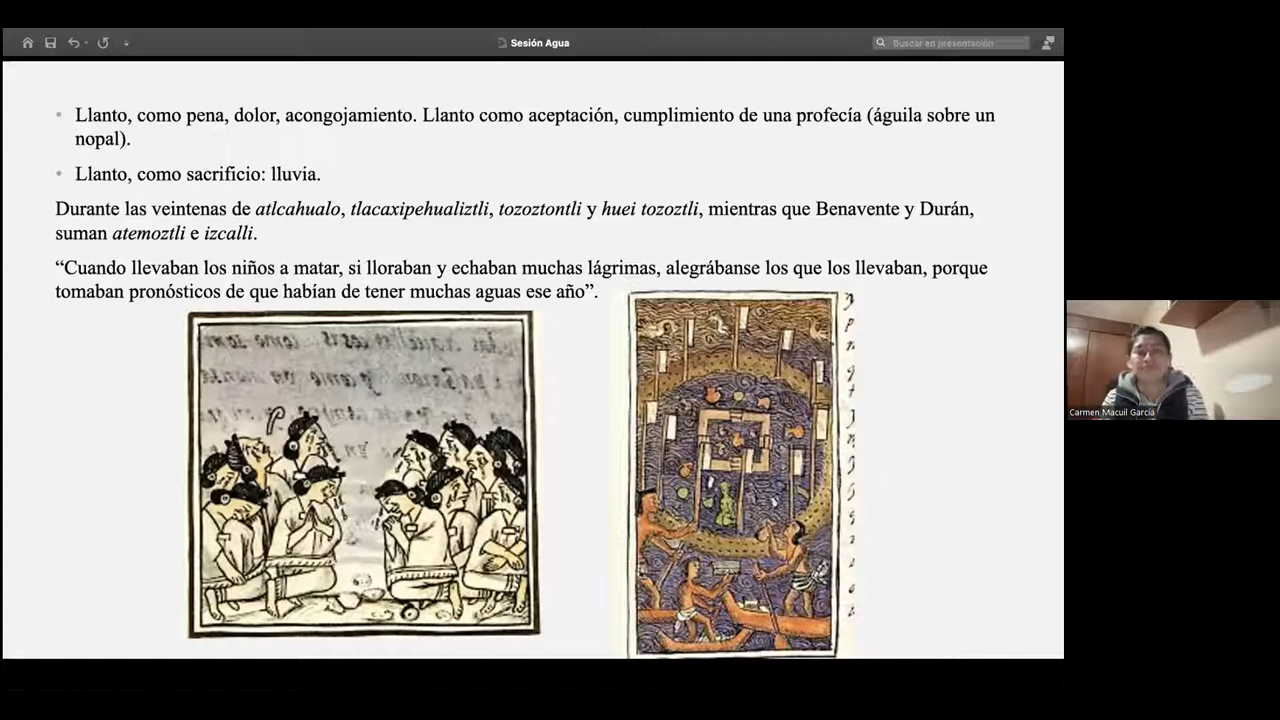 Sesión Agua
Buscar en presentación
• Llanto, como pena, dolor, acongojamiento. Llanto como aceptación, cumplimiento de una profecía (águila sobre un
nopal).
• Llanto, como sacrificio: lluvia.
Durante las veintenas de atlcahualo, tlacaxipehualiztli, tozoztontli y huei tozoztli, mientras que Benavente y Durán,
suman atemoztli e izcalli.
“Cuando llevaban los niños a matar, si lloraban y echaban muchas lágrimas, alegrábanse los que los llevaban, porque
tomaban pronósticos de que habían de tener muchas aguas ese año”.
Carmen Macuil García